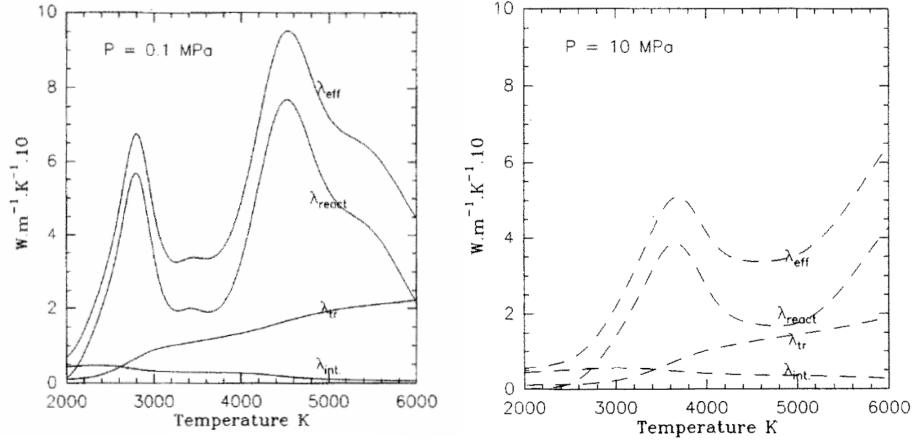 10
8
6
4
2
0
W.m⁻¹.K⁻¹.10
P = 0.1 MPa
λeff
λreact
λtr
λint.
2000 3000 4000 5000 6000
Temperature K
10
8
6
4
2
0
W.m⁻¹.K⁻¹.10
P = 10 MPa
λeff
λreact
λtr
λint.
2000 3000 4000 5000 6000
Temperature K